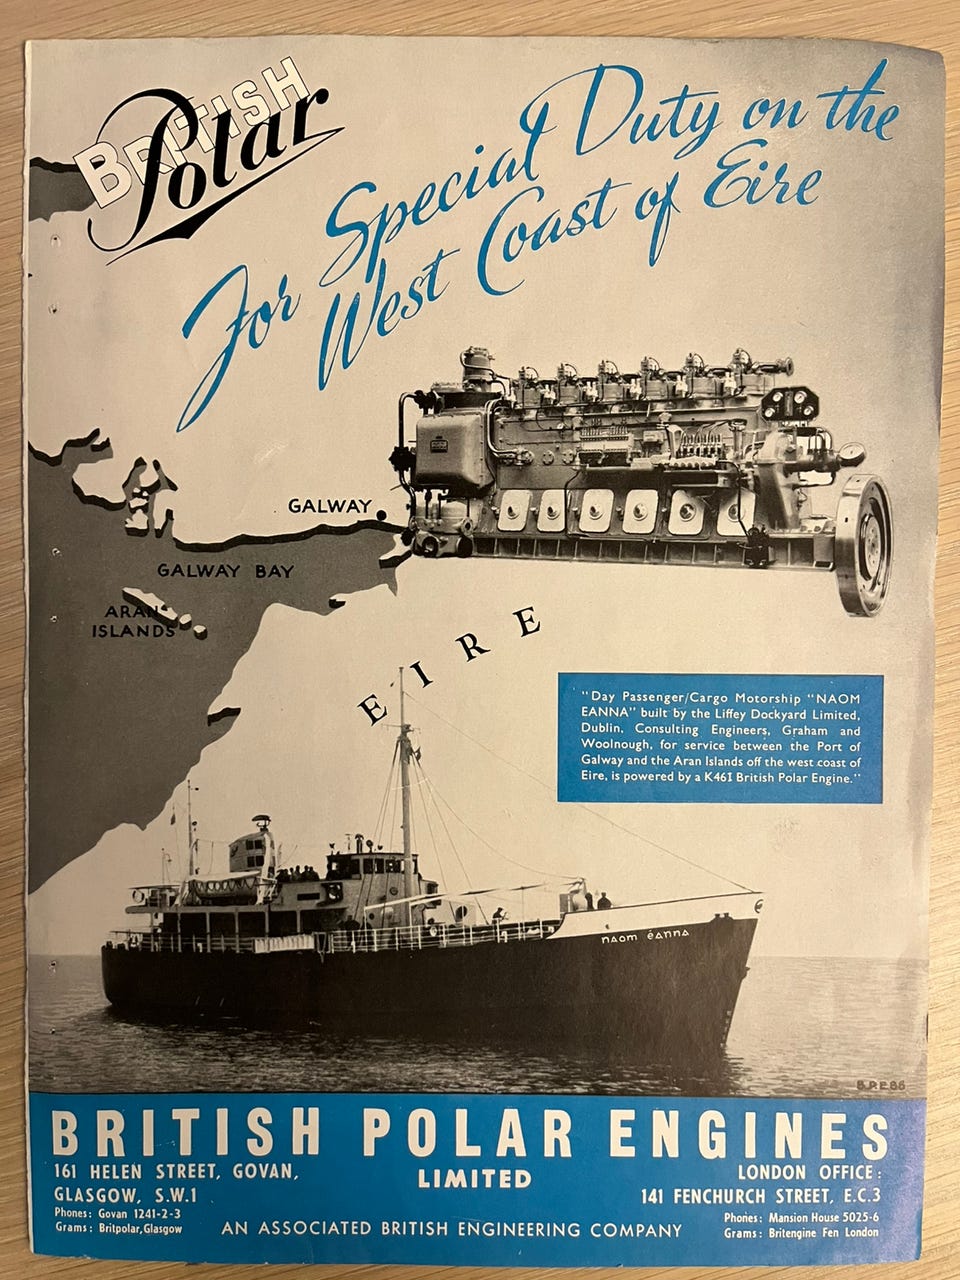 BRITISH
Polar
For Special Duty on the
West Coast of Eire
GALWAY
GALWAY BAY
ARAN
ISLANDS
EIRE
"Day Passenger/Cargo Motorship "NAOM
EANNA" built by the Liffey Dockyard Limited,
Dublin. Consulting Engineers, Graham and
Woolnough, for service between the Port of
Galway and the Aran Islands off the west coast of
Eire, is powered by a K46I British Polar Engine."
naom éanna
B.P.E.86
BRITISH POLAR ENGINES
LIMITED
161 HELEN STREET, GOVAN,
GLASGOW, S.W.1
Phones: Govan 1241-2-3
Grams: Britpolar, Glasgow
AN ASSOCIATED BRITISH ENGINEERING COMPANY
LONDON OFFICE:
141 FENCHURCH STREET, E.C.3
Phones: Mansion House 5025-6
Grams: Britengine Fen London